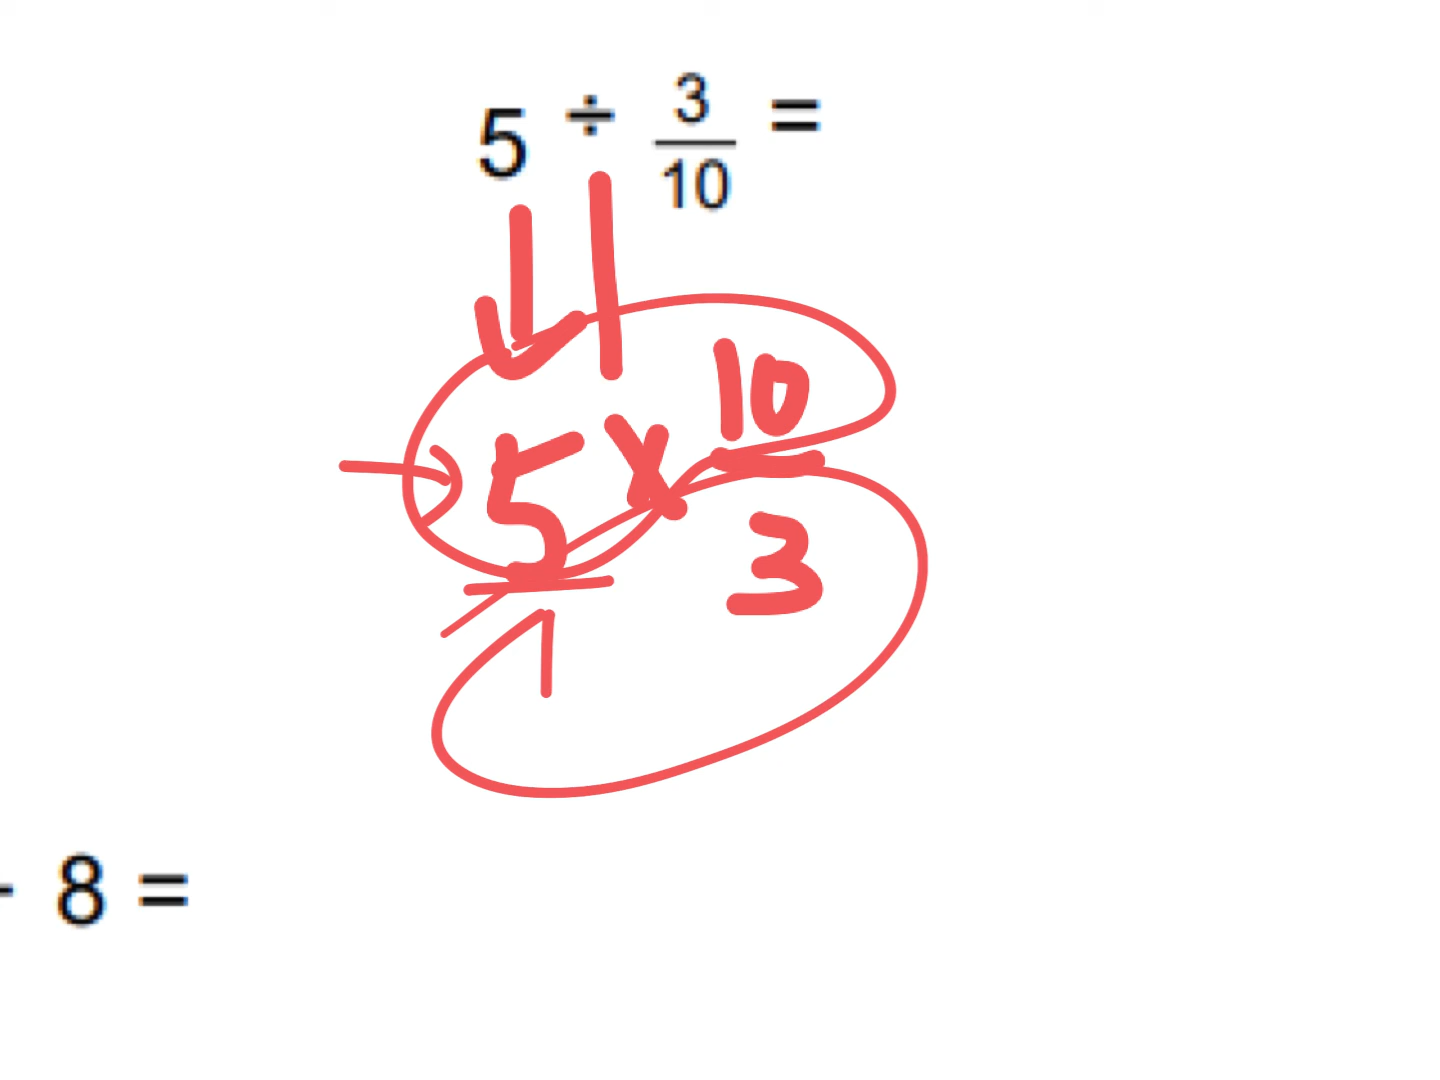 5 ÷ 3/10 =
5/1 x 10/3
- 8 =